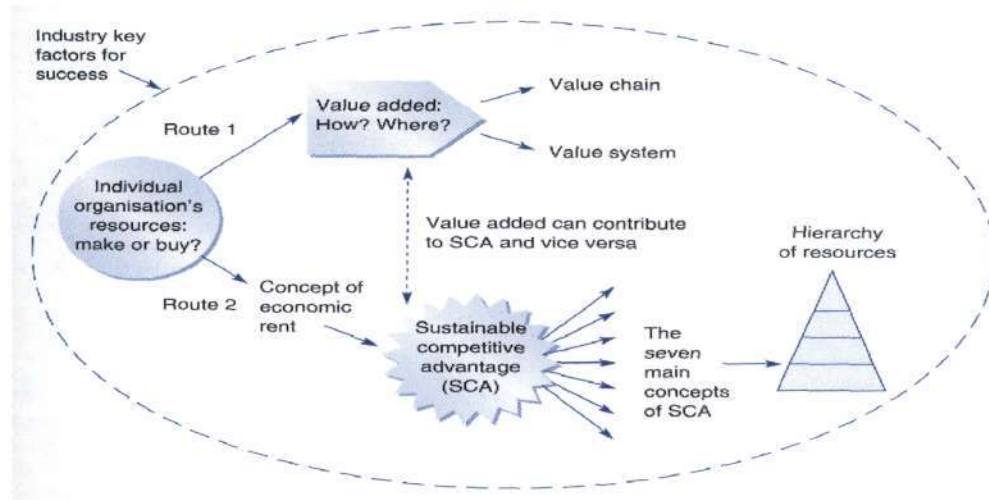 Industry key
factors for
success
Route 1
Value added:
How? Where?
Value chain
Value system
Individual
organisation's
resources:
make or buy?
Value added can contribute
to SCA and vice versa
Hierarchy
of resources
Route 2
Concept of
economic
rent
Sustainable
competitive
advantage
(SCA)
The
seven
main
concepts
of SCA